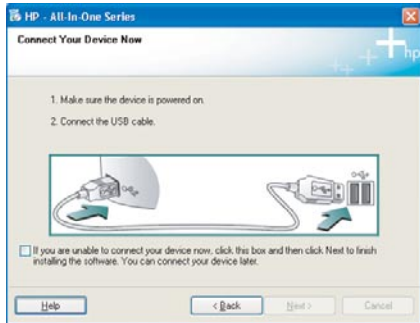 HP - All-In-One Series
Connect Your Device Now
hp
1. Make sure the device is powered on.
2. Connect the USB cable.
If you are unable to connect your device now, click this box and then click Next to finish
installing the software. You can connect your device later.
Help
< Back
Next >
Cancel